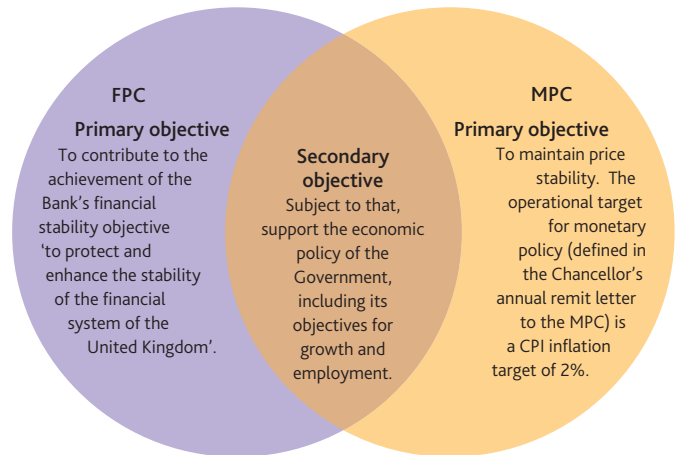 FPC
Primary objective
To contribute to the
achievement of the
Bank's financial
stability objective
‘to protect and
enhance the stability
of the financial
system of the
United Kingdom’.
Secondary
objective
Subject to that,
support the economic
policy of the
Government,
including its
objectives for
growth and
employment.
MPC
Primary objective
To maintain price
stability. The
operational target
for monetary
policy (defined in
the Chancellor's
annual remit letter
to the MPC) is
a CPI inflation
target of 2%.